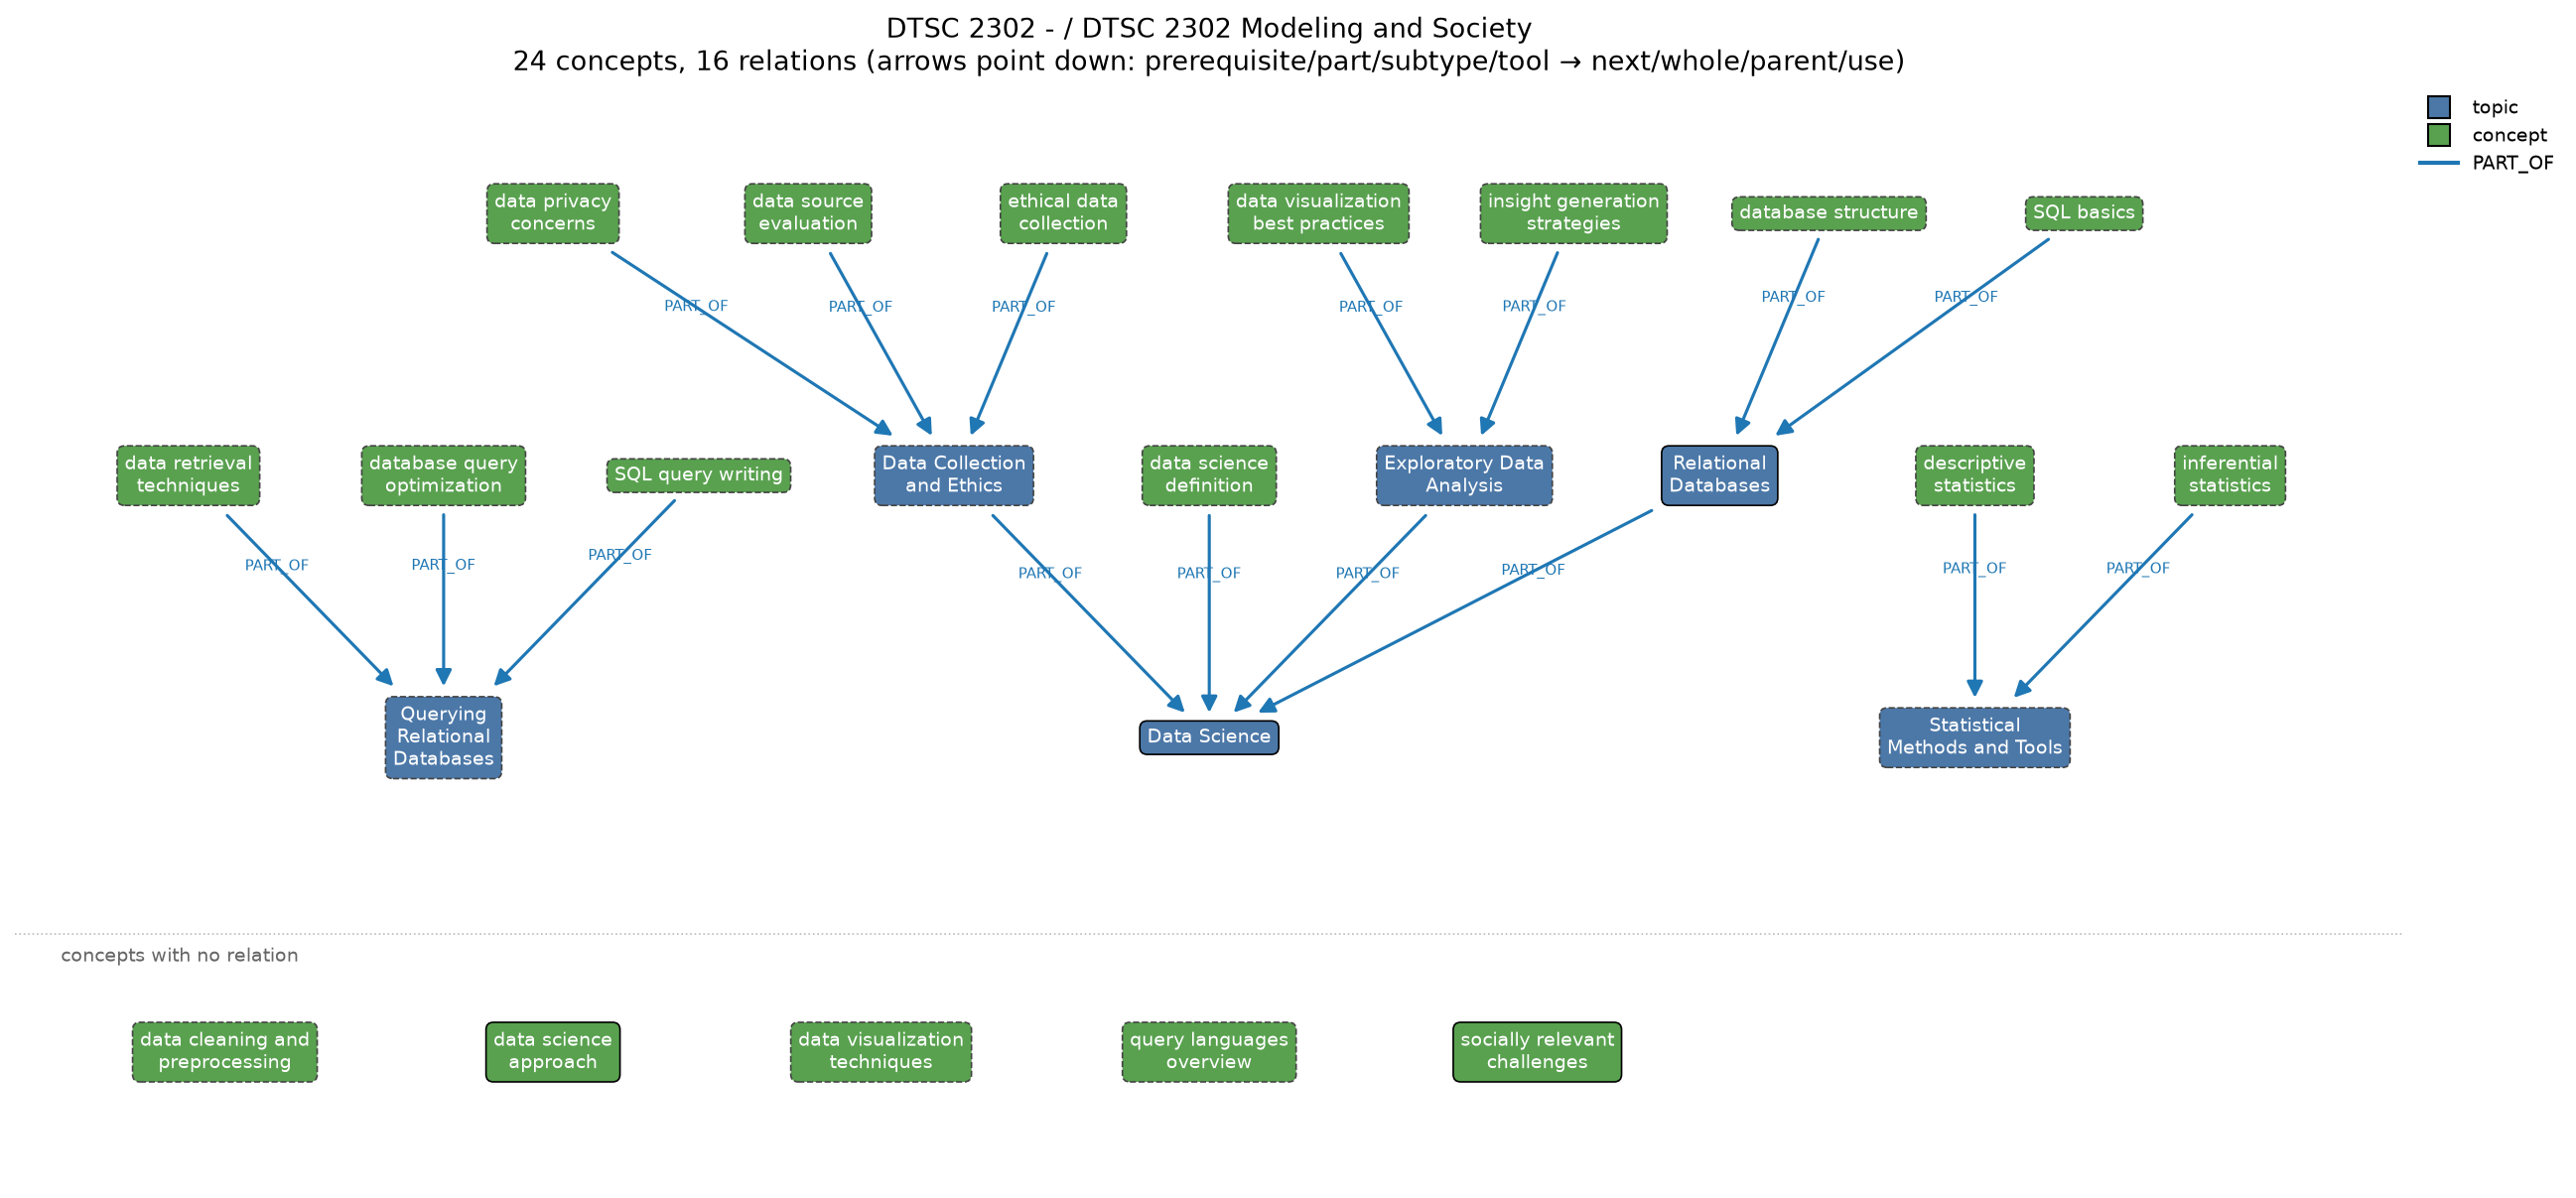 DTSC 2302 - / DTSC 2302 Modeling and Society
24 concepts, 16 relations (arrows point down: prerequisite/part/subtype/tool → next/whole/parent/use)
topic
concept
PART_OF
data privacy
concerns
data source
evaluation
ethical data
collection
data visualization
best practices
insight generation
strategies
database structure
SQL basics
PART_OF
PART_OF
PART_OF
PART_OF
PART_OF
PART_OF
PART_OF
data retrieval
techniques
database query
optimization
SQL query writing
Data Collection
and Ethics
data science
definition
Exploratory Data
Analysis
Relational
Databases
descriptive
statistics
inferential
statistics
PART_OF
PART_OF
PART_OF
PART_OF
PART_OF
PART_OF
PART_OF
PART_OF
PART_OF
Querying
Relational
Databases
Data Science
Statistical
Methods and Tools
concepts with no relation
data cleaning and
preprocessing
data science
approach
data visualization
techniques
query languages
overview
socially relevant
challenges